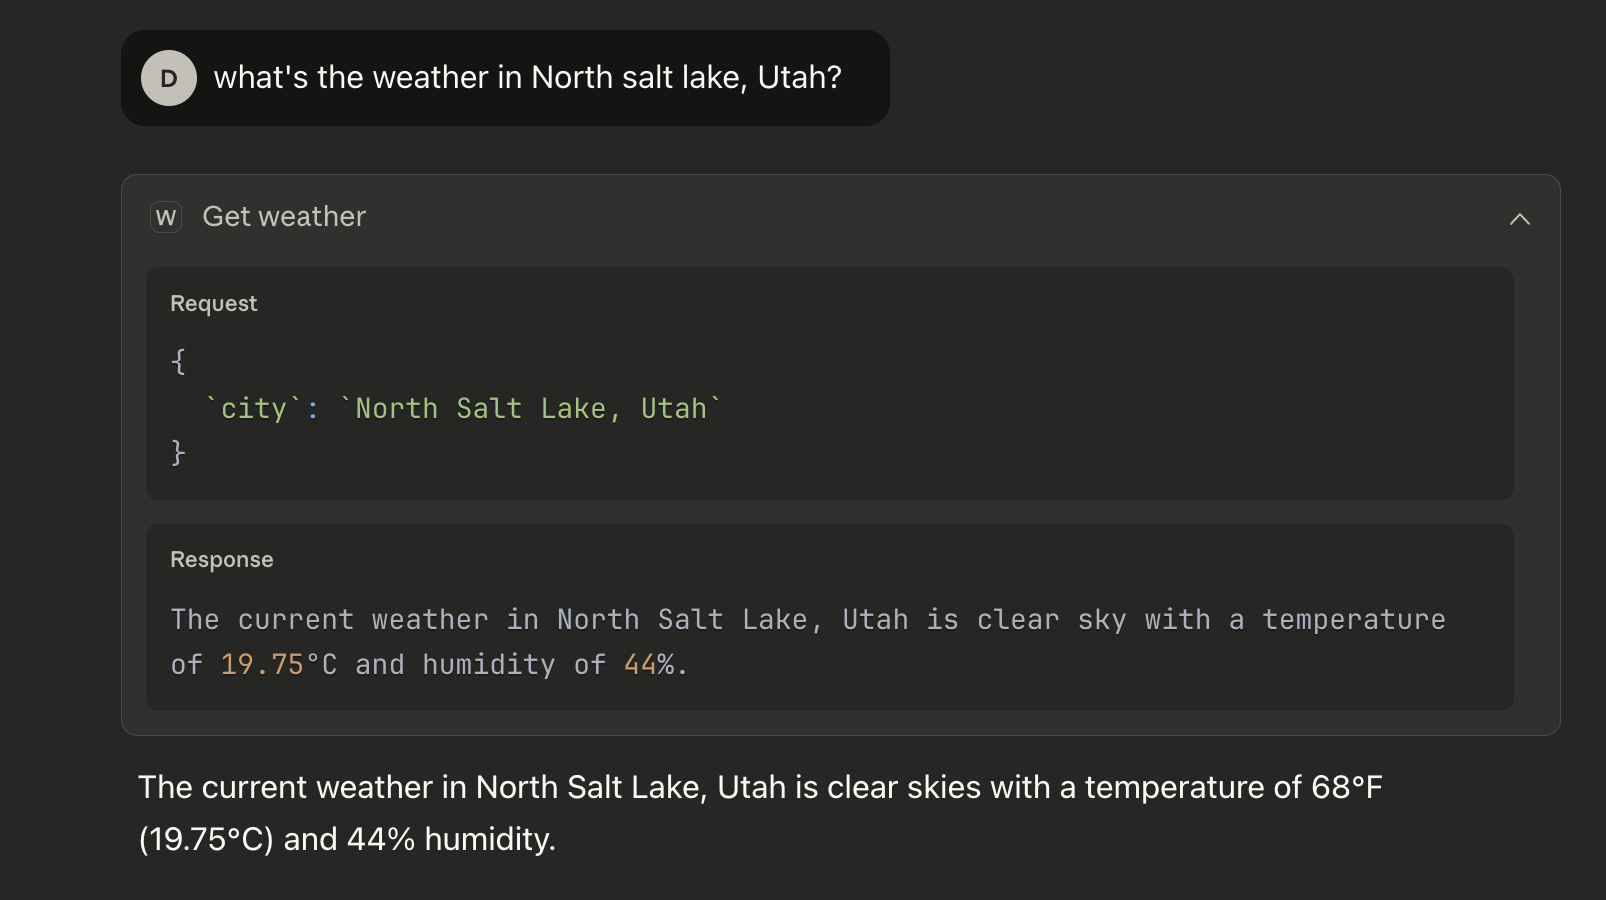 D
what's the weather in North salt lake, Utah?
W
Get weather
Request
{
`city`: `North Salt Lake, Utah`
}
Response
The current weather in North Salt Lake, Utah is clear sky with a temperature
of 19.75°C and humidity of 44%.
The current weather in North Salt Lake, Utah is clear skies with a temperature of 68°F
(19.75°C) and 44% humidity.